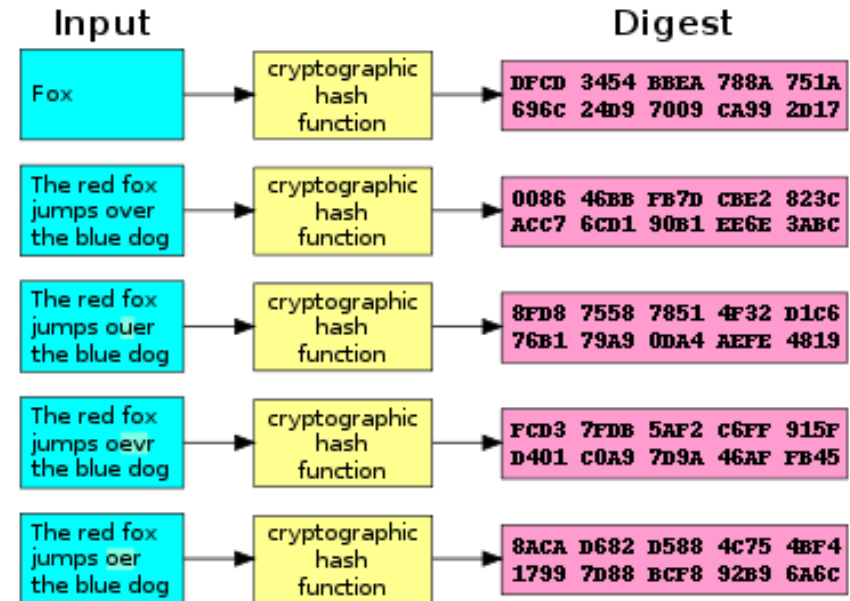 Input Digest
Fox
cryptographic
hash
function
DFCD 3454 BBEA 788A 751A
696C 24D9 7009 CA99 2D17
The red fox
jumps over
the blue dog
cryptographic
hash
function
0086 46BB FB7D CBE2 823C
ACC7 6CD1 90B1 EE6E 3ABC
The red fox
jumps ouer
the blue dog
cryptographic
hash
function
8FD8 7558 7851 4F32 D1C6
76B1 79A9 0DA4 AEFE 4819
The red fox
jumps oevr
the blue dog
cryptographic
hash
function
FCD3 7FDB 5AF2 C6FF 915F
D401 C0A9 7D9A 46AF FB45
The red fox
jumps oer
the blue dog
cryptographic
hash
function
8ACA D682 D588 4C75 4BF4
1799 7D88 BCF8 92B9 6A6C